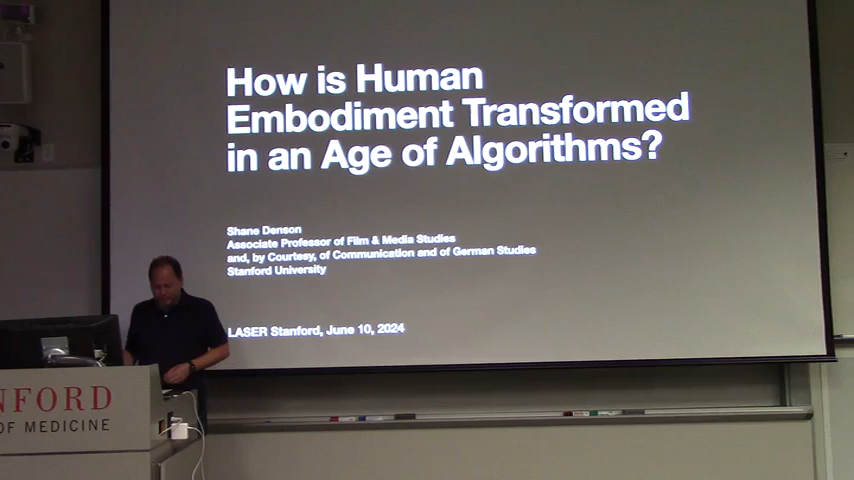 How is Human
Embodiment Transformed
in an Age of Algorithms?
Shane Denson
Associate Professor of Film & Media Studies
and, by Courtesy, of Communication and of German Studies
Stanford University
LASER Stanford, June 10, 2024
NFORD
OF MEDICINE